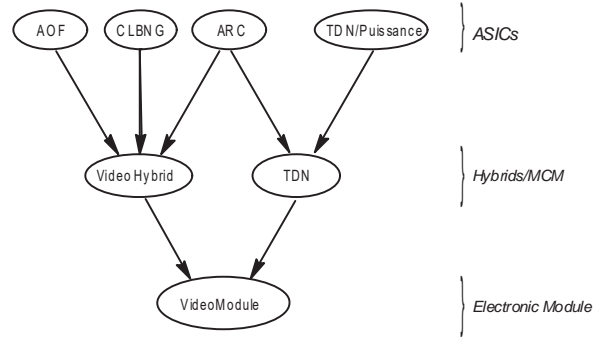 AOF CLBNG ARC TDN/Puissance ASICs
Video Hybrid TDN Hybrids/MCM
VideoModule Electronic Module